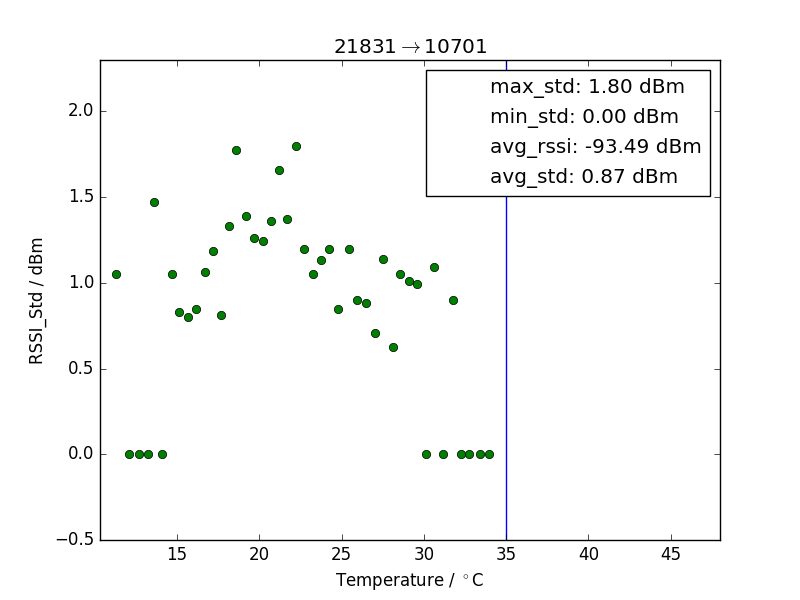 21831→10701
max_std: 1.80 dBm
min_std: 0.00 dBm
avg_rssi: -93.49 dBm
avg_std: 0.87 dBm
2.0
1.5
1.0
0.5
0.0
−0.5
RSSI_Std / dBm
15 20 25 30 35 40 45
Temperature / °C